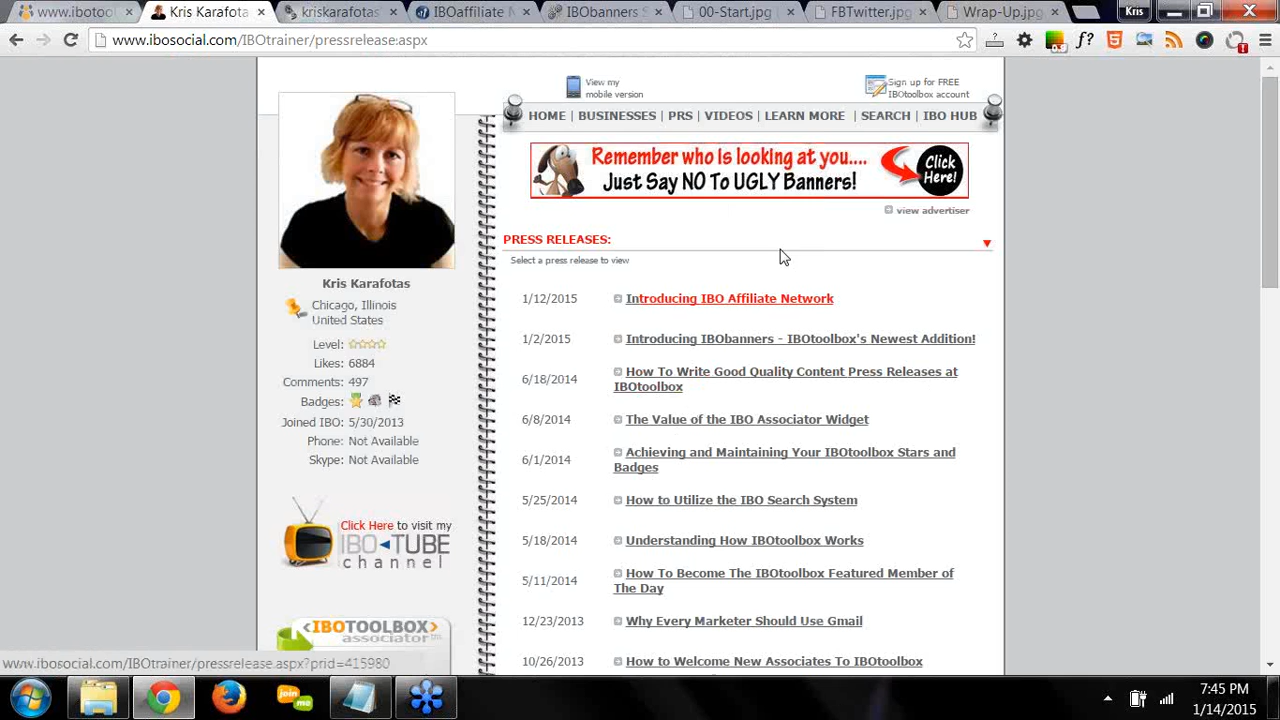 www.ibotool
Kris Karafota
kriskarafotas
IBOaffiliate N
IBObanners S
00-Start.jpg
FBTwitter.jp
Wrap-Up.jpg
Kris
www.ibosocial.com/IBOtrainer/pressrelease.aspx
View my
mobile version
Sign up for FREE
IBOtoolbox account
HOME | BUSINESSES | PRS | VIDEOS | LEARN MORE | SEARCH | IBO HUB
Remember who is looking at you....
Just Say NO To UGLY Banners!
Click
Here!
view advertiser
PRESS RELEASES:
Select a press release to view
1/12/2015 Introducing IBO Affiliate Network
1/2/2015 Introducing IBObanners - IBOtoolbox's Newest Addition!
6/18/2014 How To Write Good Quality Content Press Releases at
IBOtoolbox
6/8/2014 The Value of the IBO Associator Widget
6/1/2014 Achieving and Maintaining Your IBOtoolbox Stars and
Badges
5/25/2014 How to Utilize the IBO Search System
5/18/2014 Understanding How IBOtoolbox Works
5/11/2014 How To Become The IBOtoolbox Featured Member of
The Day
12/23/2013 Why Every Marketer Should Use Gmail
10/26/2013 How to Welcome New Associates To IBOtoolbox
Kris Karafotas
Chicago, Illinois
United States
Level:
Likes: 6884
Comments: 497
Badges:
Joined IBO: 5/30/2013
Phone: Not Available
Skype: Not Available
Click Here to visit my
IBO TUBE
channel
<IBOTOOLBOX>
associator
www.ibosocial.com/IBOtrainer/pressrelease.aspx?prid=415980
join
me
7:45 PM
1/14/2015